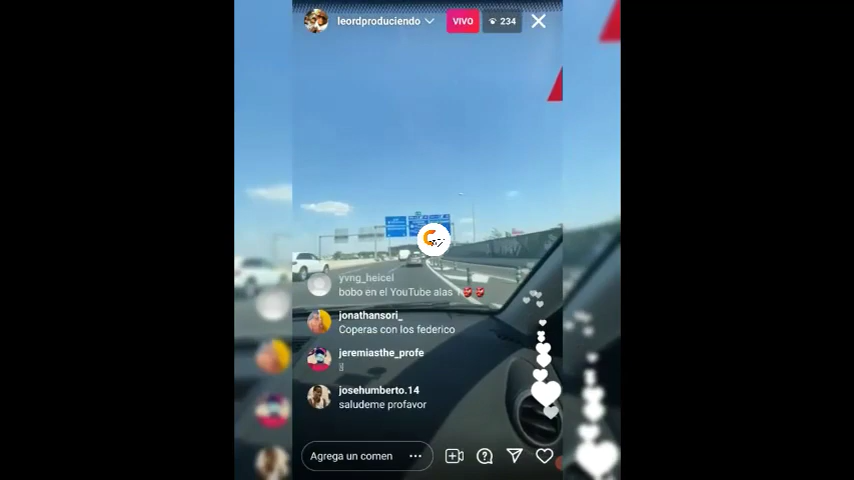 leordproduciendo
VIVO
234
yvng_heicel
bobo en el YouTube alas 1
jonathansori_
Coperas con los federico
jeremiasthe_profe
josehumberto.14
saludeme profavor
Agrega un comen